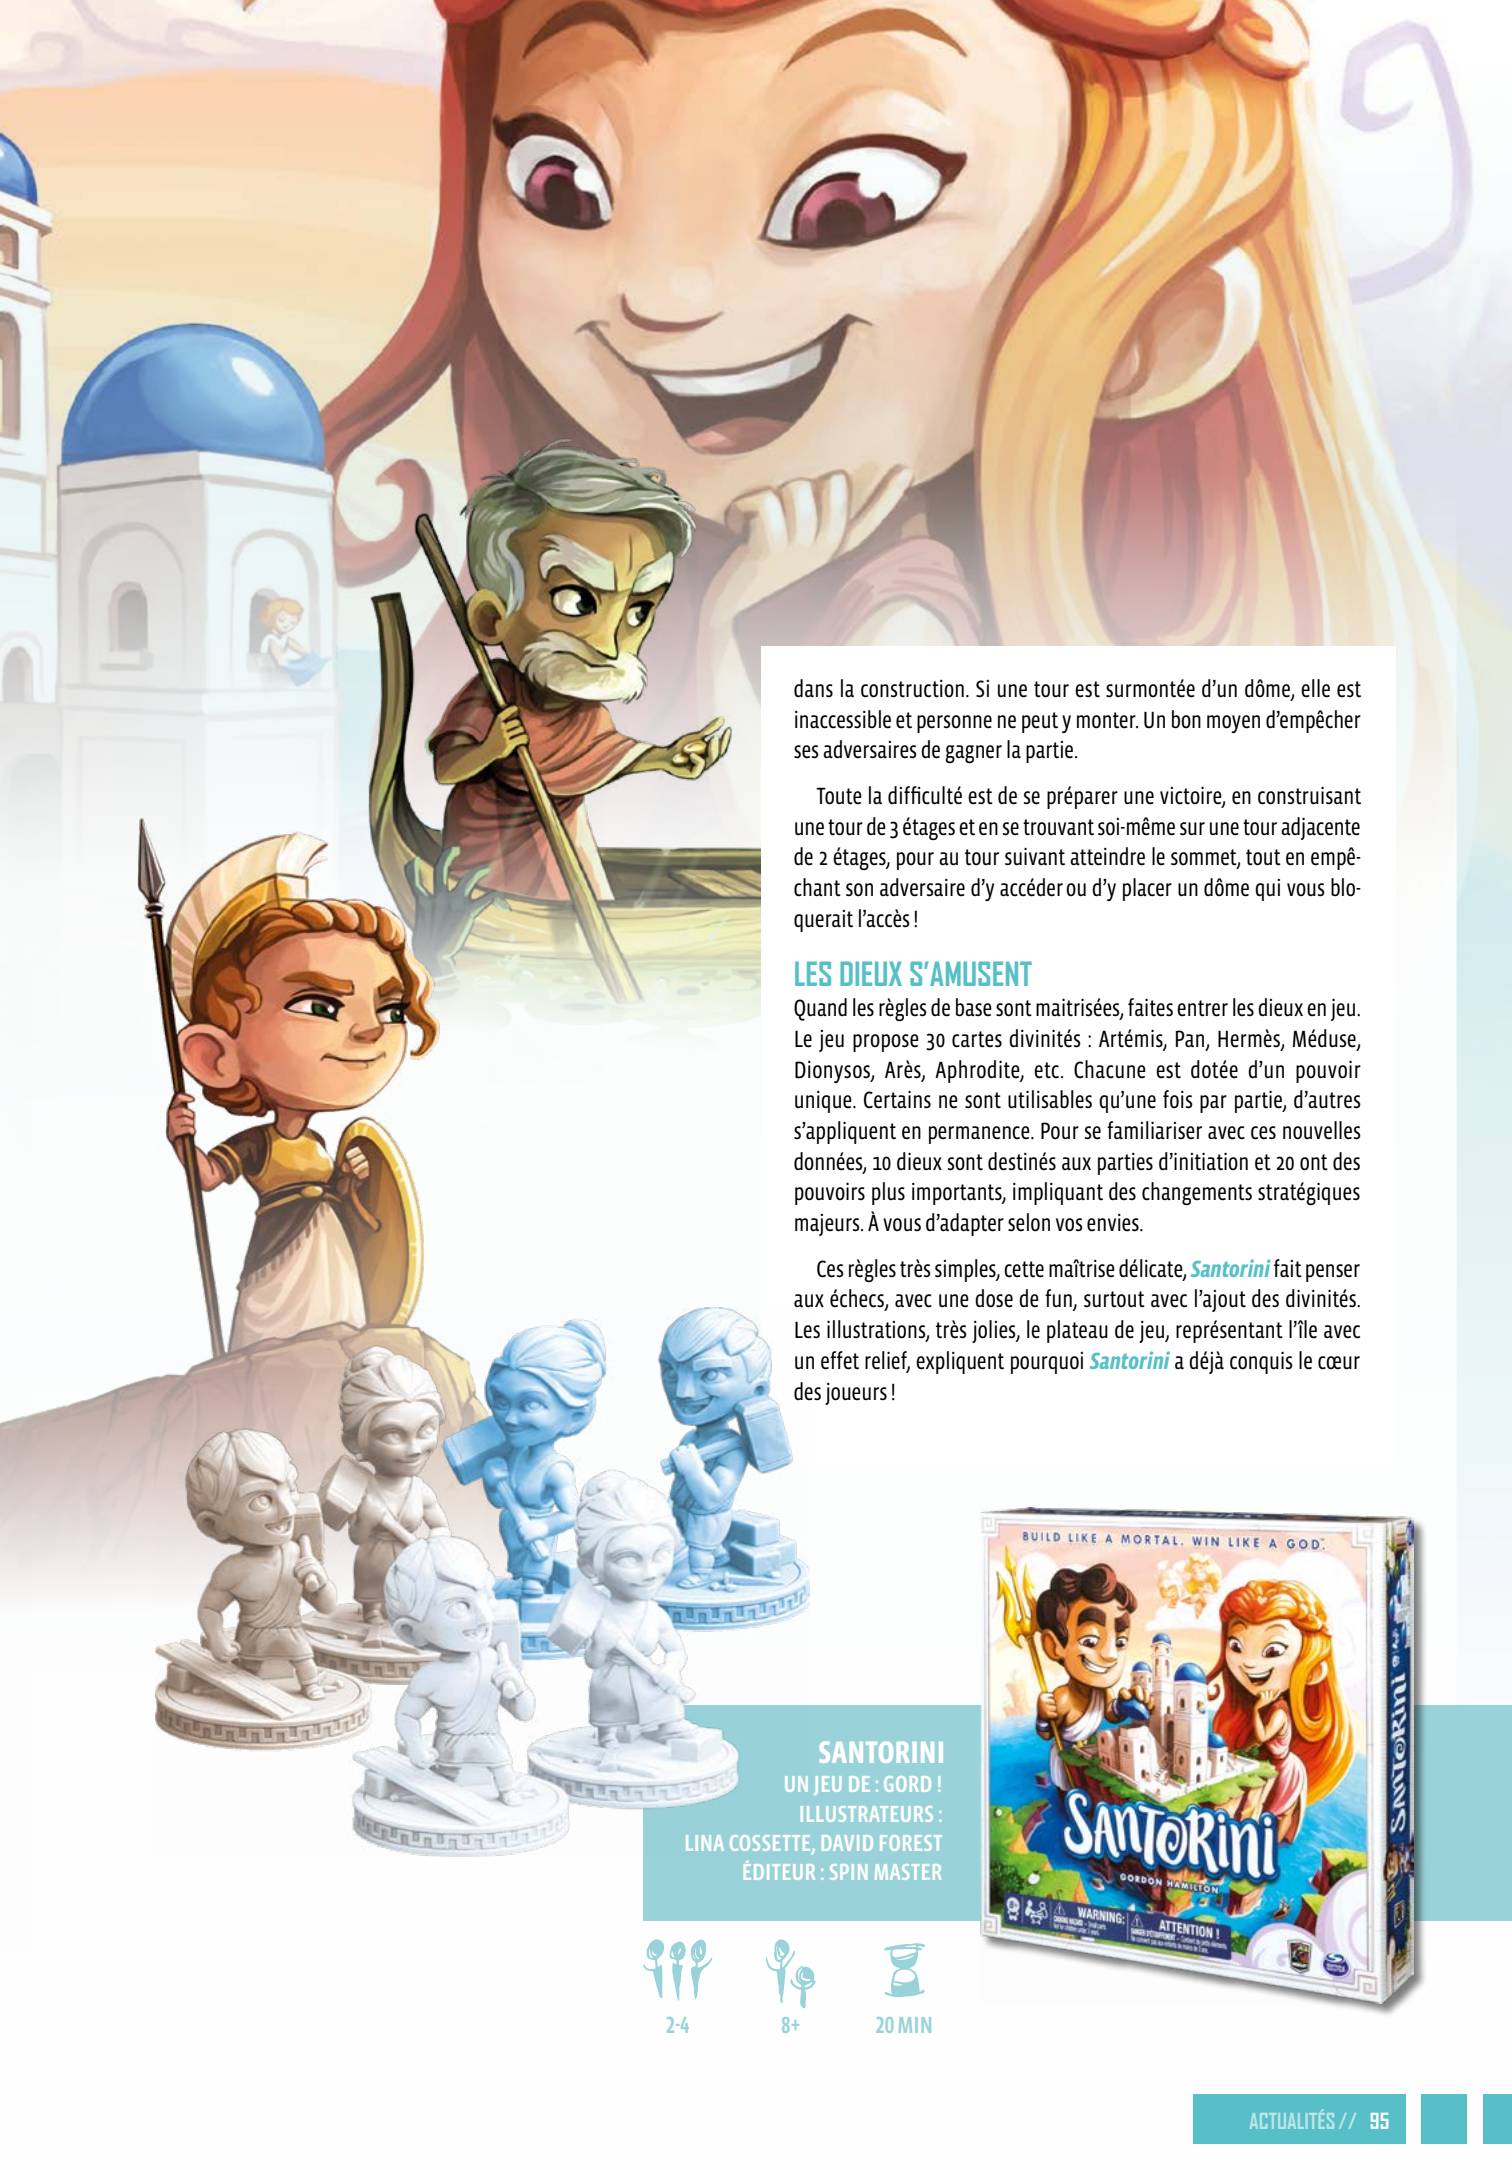 dans la construction. Si une tour est surmontée d’un dôme, elle est
inaccessible et personne ne peut y monter. Un bon moyen d’empêcher
ses adversaires de gagner la partie.
Toute la difficulté est de se préparer une victoire, en construisant
une tour de 3 étages et en se trouvant soi-même sur une tour adjacente
de 2 étages, pour au tour suivant atteindre le sommet, tout en empê-
chant son adversaire d’y accéder ou d’y placer un dôme qui vous blo-
querait l’accès !
LES DIEUX S’AMUSENT
Quand les règles de base sont maitrisées, faites entrer les dieux en jeu.
Le jeu propose 30 cartes divinités : Artémis, Pan, Hermès, Méduse,
Dionysos, Arès, Aphrodite, etc. Chacune est dotée d’un pouvoir
unique. Certains ne sont utilisables qu’une fois par partie, d’autres
s’appliquent en permanence. Pour se familiariser avec ces nouvelles
données, 10 dieux sont destinés aux parties d’initiation et 20 ont des
pouvoirs plus importants, impliquant des changements stratégiques
majeurs. À vous d’adapter selon vos envies.
Ces règles très simples, cette maîtrise délicate, Santorini fait penser
aux échecs, avec une dose de fun, surtout avec l’ajout des divinités.
Les illustrations, très jolies, le plateau de jeu, représentant l’île avec
un effet relief, expliquent pourquoi Santorini a déjà conquis le cœur
des joueurs !
BUILD LIKE A MORTAL. WIN LIKE A GOD.™
SANTORINI
GORDON HAMILTON
WARNING:
ATTENTION !
SANTORINI
SANTORINI
UN JEU DE : GORD !
ILLUSTRATEURS :
LINA COSSETTE, DAVID FOREST
ÉDITEUR : SPIN MASTER
2-4
8+
20 MIN
ACTUALITÉS // 95